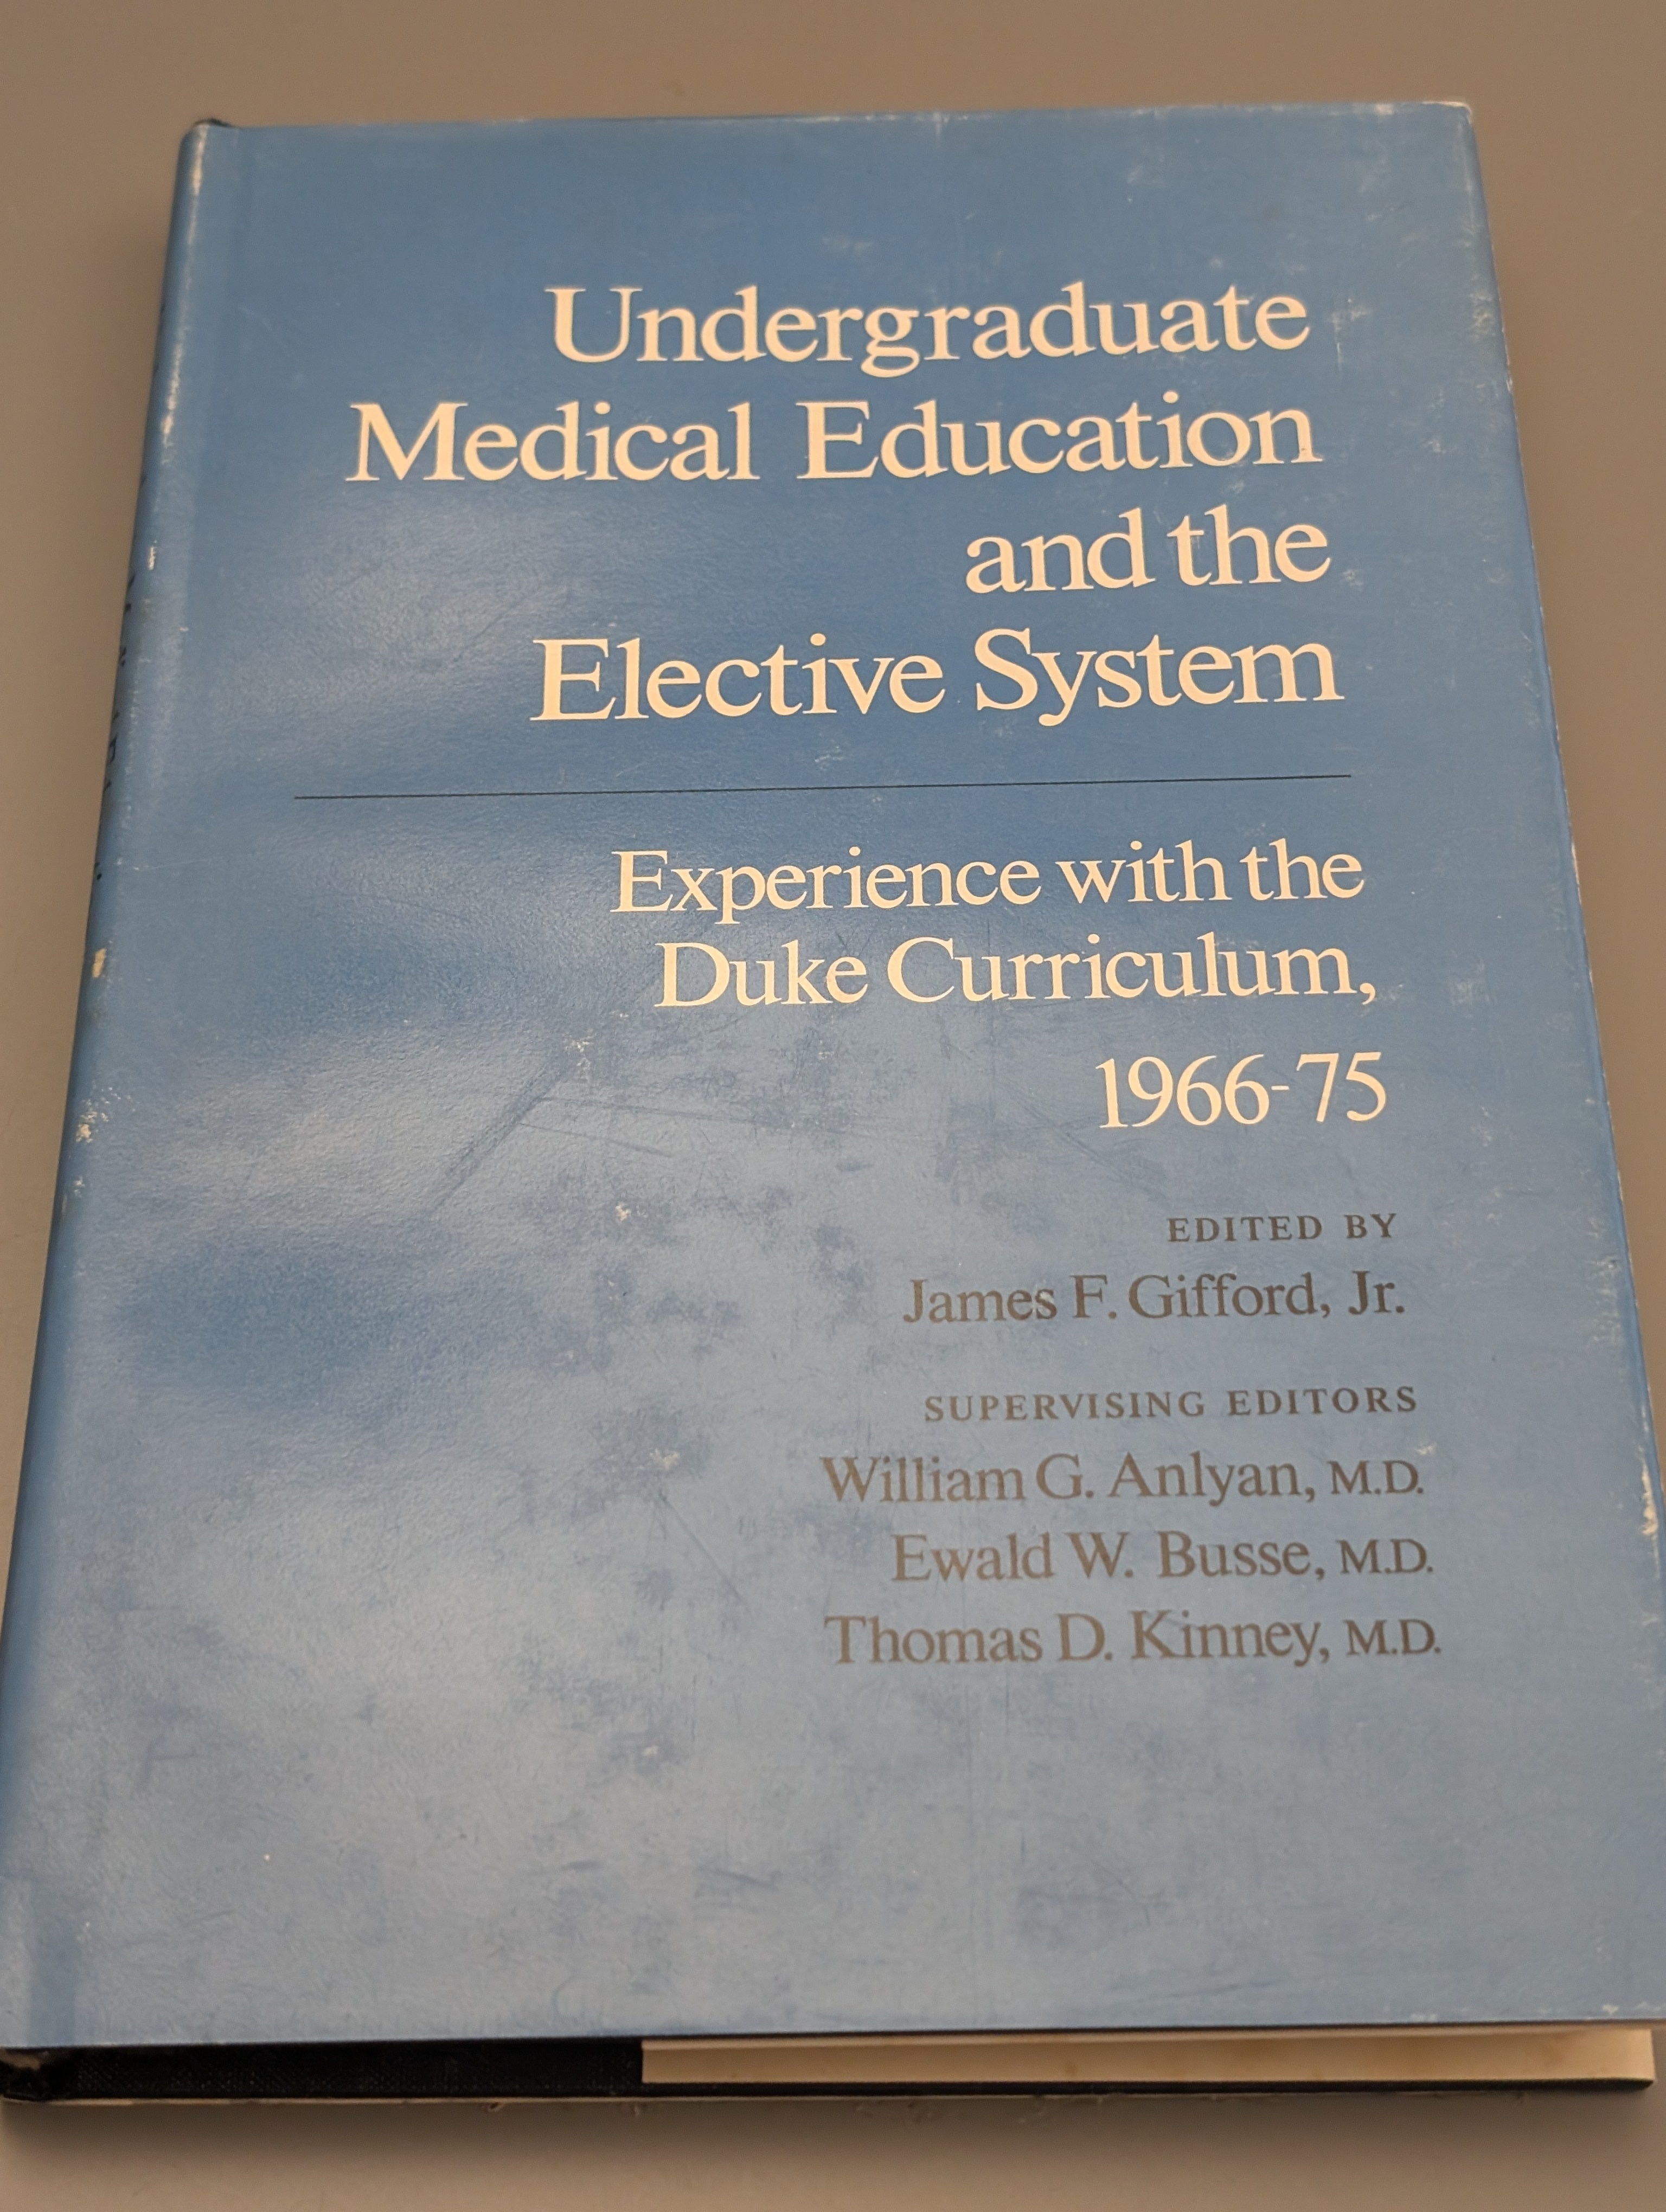 Undergraduate
Medical Education
and the
Elective System
Experience with the
Duke Curriculum,
1966-75
EDITED BY
James F. Gifford, Jr.
SUPERVISING EDITORS
William G. Anlyan, M.D.
Ewald W. Busse, M.D.
Thomas D. Kinney, M.D.